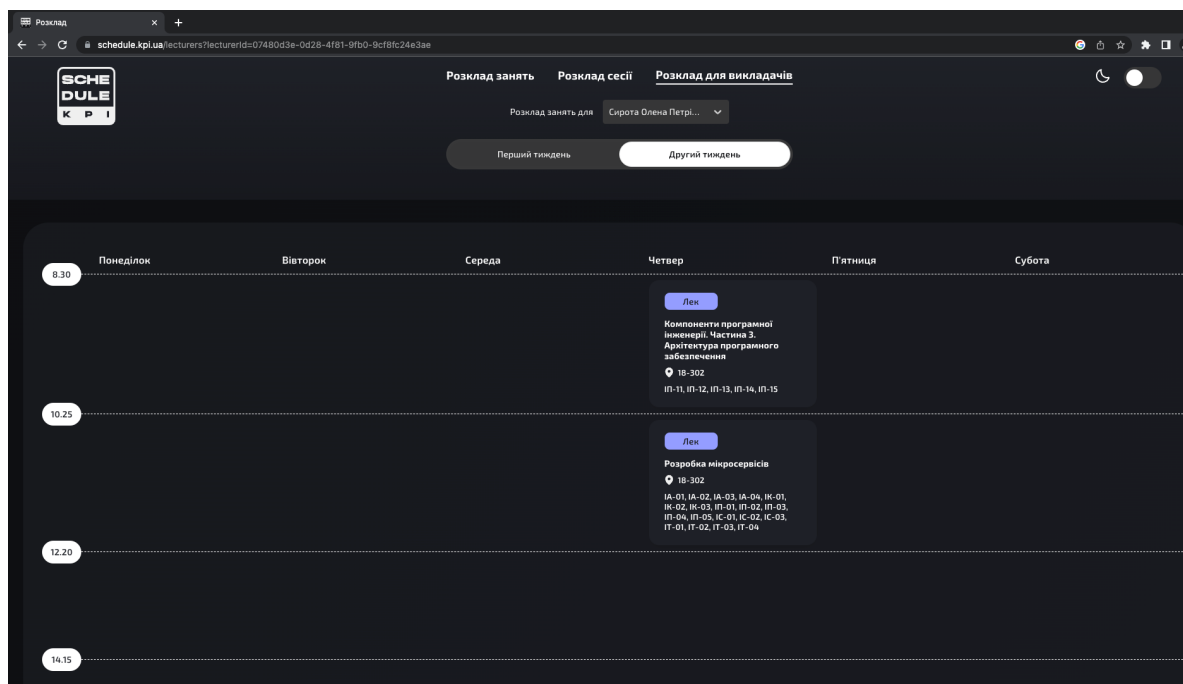 Розклад
schedule.kpi.ua/lecturers?lecturerId=07480d3e-0d28-4f81-9fb0-9cf8fc24e3ae
SCHE
DULE
K P I
Розклад занять
Розклад сесії
Розклад для викладачів
Розклад занять для
Сирота Олена Петрі...
Перший тиждень
Другий тиждень
Понеділок
Вівторок
Середа
Четвер
П'ятниця
Субота
8.30
Лек
Компоненти програмної
інженерії. Частина 3.
Архітектура програмного
забезпечення
18-302
ІП-11, ІП-12, ІП-13, ІП-14, ІП-15
10.25
Лек
Розробка мікросервісів
18-302
ІА-01, ІА-02, ІА-03, ІА-04, ІК-01,
ІК-02, ІК-03, ІП-01, ІП-02, ІП-03,
ІП-04, ІП-05, ІС-01, ІС-02, ІС-03,
ІТ-01, ІТ-02, ІТ-03, ІТ-04
12.20
14.15